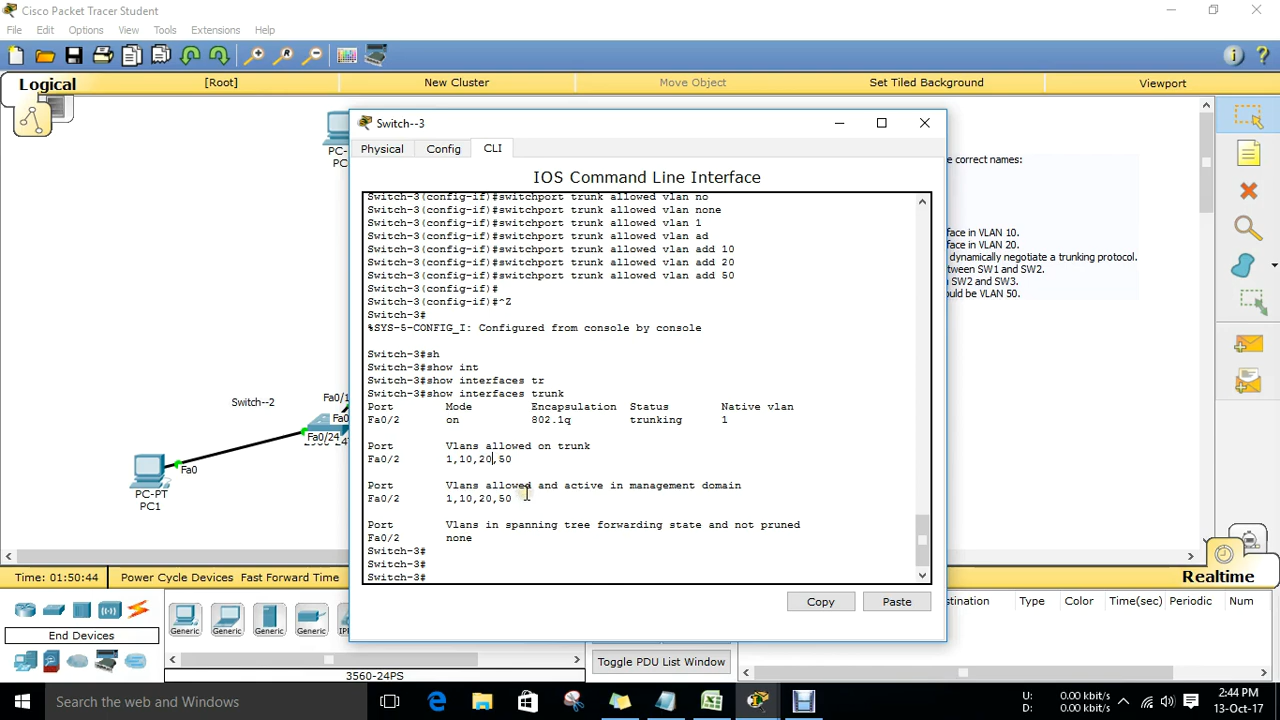 Cisco Packet Tracer Student
File Edit Options View Tools Extensions Help
Logical [Root] New Cluster Move Object Set Tiled Background Viewport
Switch--3
Physical Config CLI
IOS Command Line Interface
Switch-3(config-if)#switchport trunk allowed vlan no
Switch-3(config-if)#switchport trunk allowed vlan none
Switch-3(config-if)#switchport trunk allowed vlan 1
Switch-3(config-if)#switchport trunk allowed vlan ad
Switch-3(config-if)#switchport trunk allowed vlan add 10
Switch-3(config-if)#switchport trunk allowed vlan add 20
Switch-3(config-if)#switchport trunk allowed vlan add 50
Switch-3(config-if)#
Switch-3(config-if)#^Z
Switch-3#
%SYS-5-CONFIG_I: Configured from console by console
Switch-3#sh
Switch-3#show int
Switch-3#show interfaces tr
Switch-3#show interfaces trunk
Port Mode Encapsulation Status Native vlan
Fa0/2 on 802.1q trunking 1
Port Vlans allowed on trunk
Fa0/2 1,10,20,50
Port Vlans allowed and active in management domain
Fa0/2 1,10,20,50
Port Vlans in spanning tree forwarding state and not pruned
Fa0/2 none
Switch-3#
Switch-3#
Switch-3#
Copy Paste
PC-
PC
Switch--2
Fa0/1
Fa0
Fa0/24
Fa0
PC-PT
PC1
e correct names:
face in VLAN 10.
face in VLAN 20.
dynamically negotiate a trunking protocol.
etween SW1 and SW2.
SW2 and SW3.
ould be VLAN 50.
Time: 01:50:44 Power Cycle Devices Fast Forward Time
Realtime
End Devices
Generic Generic Generic Generic
3560-24PS
Toggle PDU List Window
stination Type Color Time(sec) Periodic Num
Search the web and Windows
U: 0.00 kbit/s
D: 0.00 kbit/s
2:44 PM
13-Oct-17